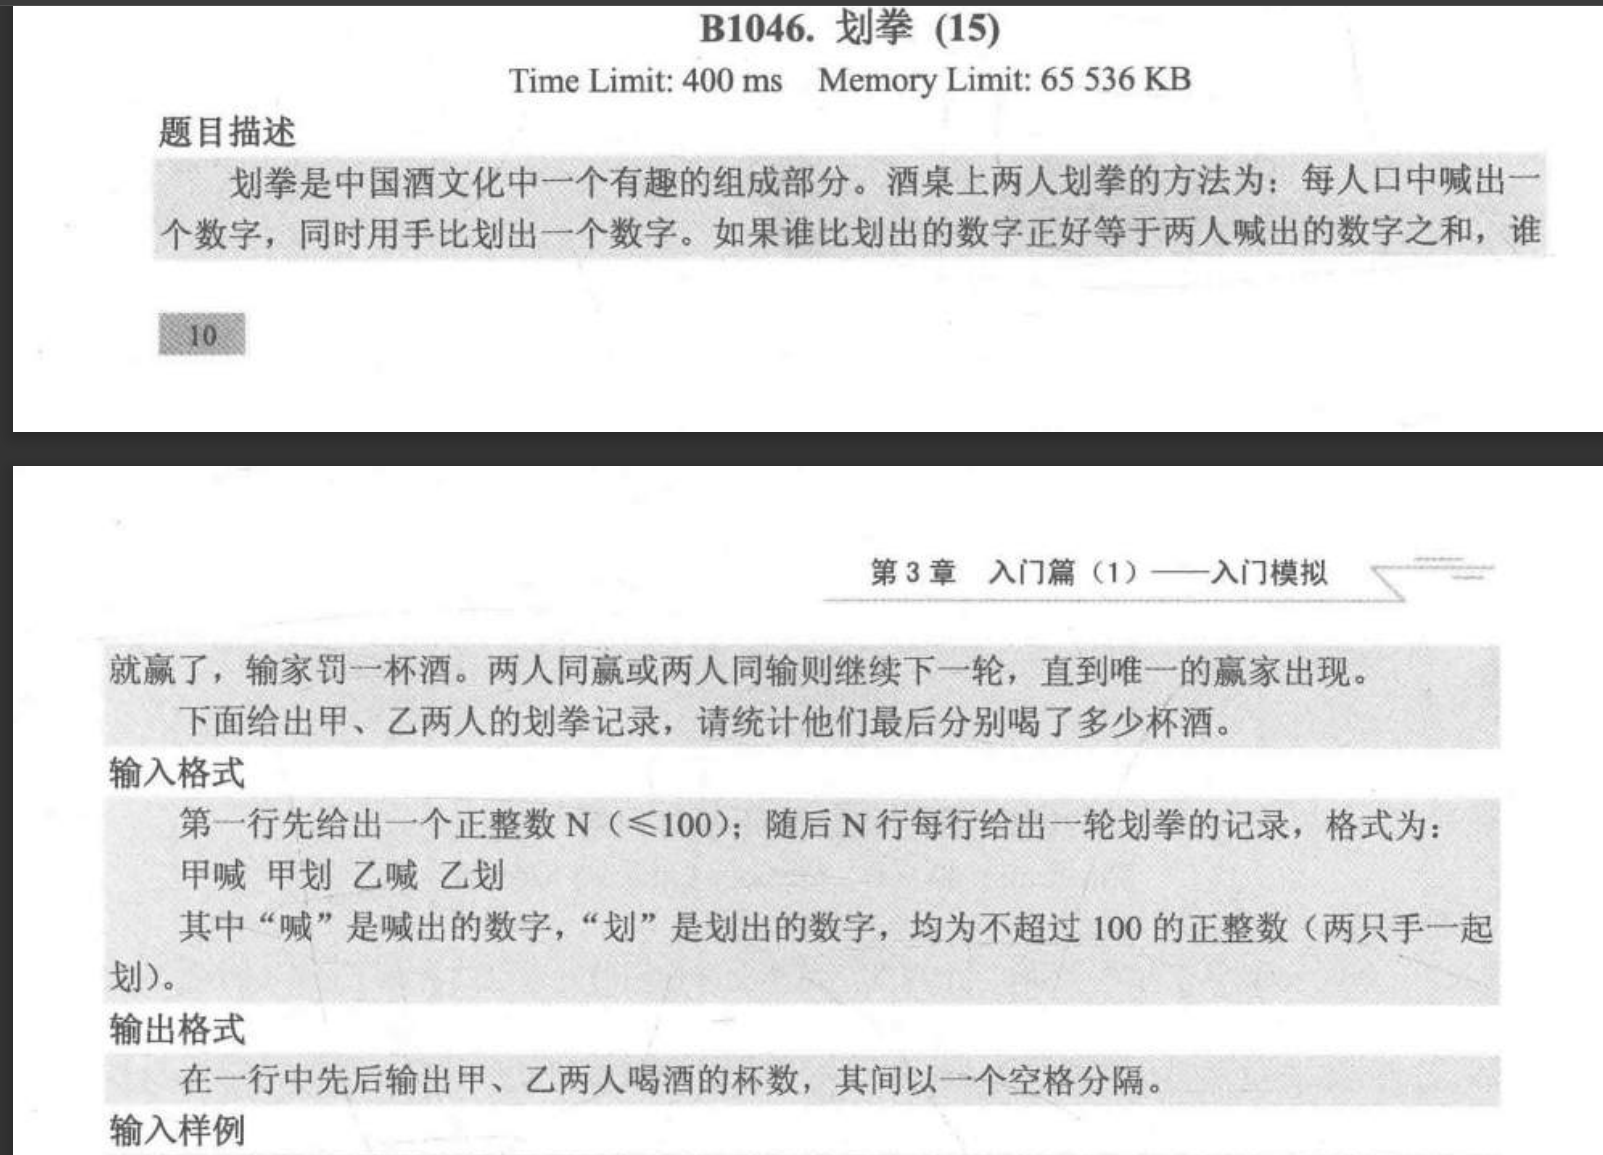 B1046. 划拳 (15)
Time Limit: 400 ms Memory Limit: 65 536 KB
题目描述
划拳是中国酒文化中一个有趣的组成部分。酒桌上两人划拳的方法为：每人口中喊出一
个数字，同时用手比划出一个数字。如果谁比划出的数字正好等于两人喊出的数字之和，谁
10
第 3 章 入门篇（1）——入门模拟
就赢了，输家罚一杯酒。两人同赢或两人同输则继续下一轮，直到唯一的赢家出现。
下面给出甲、乙两人的划拳记录，请统计他们最后分别喝了多少杯酒。
输入格式
第一行先给出一个正整数 N（≤100）；随后 N 行每行给出一轮划拳的记录，格式为：
甲喊 甲划 乙喊 乙划
其中“喊”是喊出的数字，“划”是划出的数字，均为不超过 100 的正整数（两只手一起
划）。
输出格式
在一行中先后输出甲、乙两人喝酒的杯数，其间以一个空格分隔。
输入样例